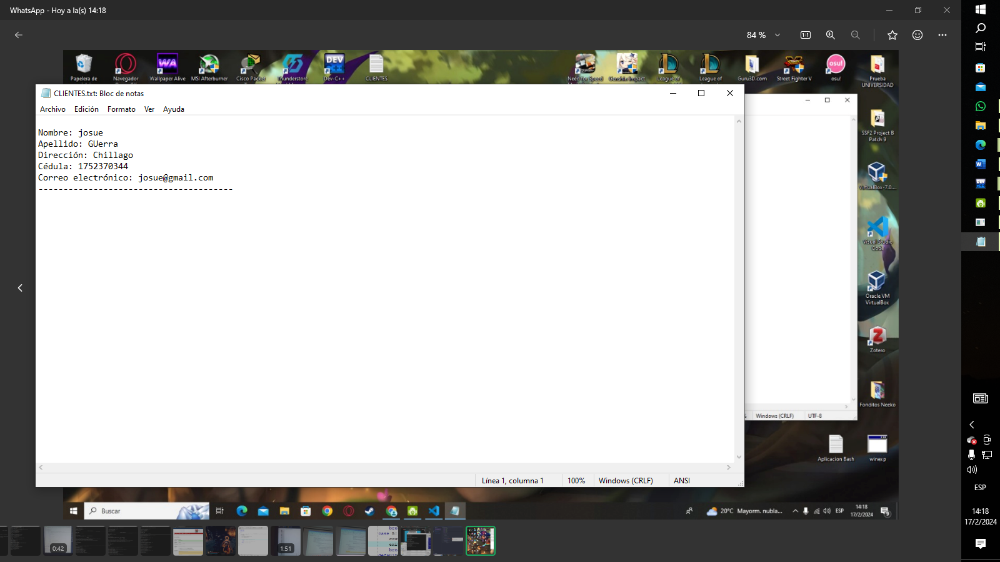 WhatsApp - Hoy a la(s) 14:18
84 %
Papelera de
Navegador
Wallpaper Alive
MSI Afterburner
Cisco Packet
Thunderstore
Dev-C++
CLIENTES
Need for Speed
Genshin Impact
League of
League of
Guru3D.com
Street Fighter V
osu!
Prueba
UNIVERSIDAD
CLIENTES.txt: Bloc de notas
Archivo Edición Formato Ver Ayuda
Nombre: josue
Apellido: GUerra
Dirección: Chillago
Cédula: 1752370344
Correo electrónico: josue@gmail.com
---------------------------------------
Línea 1, columna 1 100% Windows (CRLF) ANSI
Windows (CRLF) UTF-8
SSF2 Project B
Patch 9
VirtualBox -7.0....
Visual Studio
Code
Oracle VM
VirtualBox
Zotero
Fonditos Neeko
Aplicacion Bash
winexp
Buscar
20°C Mayorm. nubla...
ESP
14:18
17/2/2024
0:42
1:51
ESP
14:18
17/2/2024